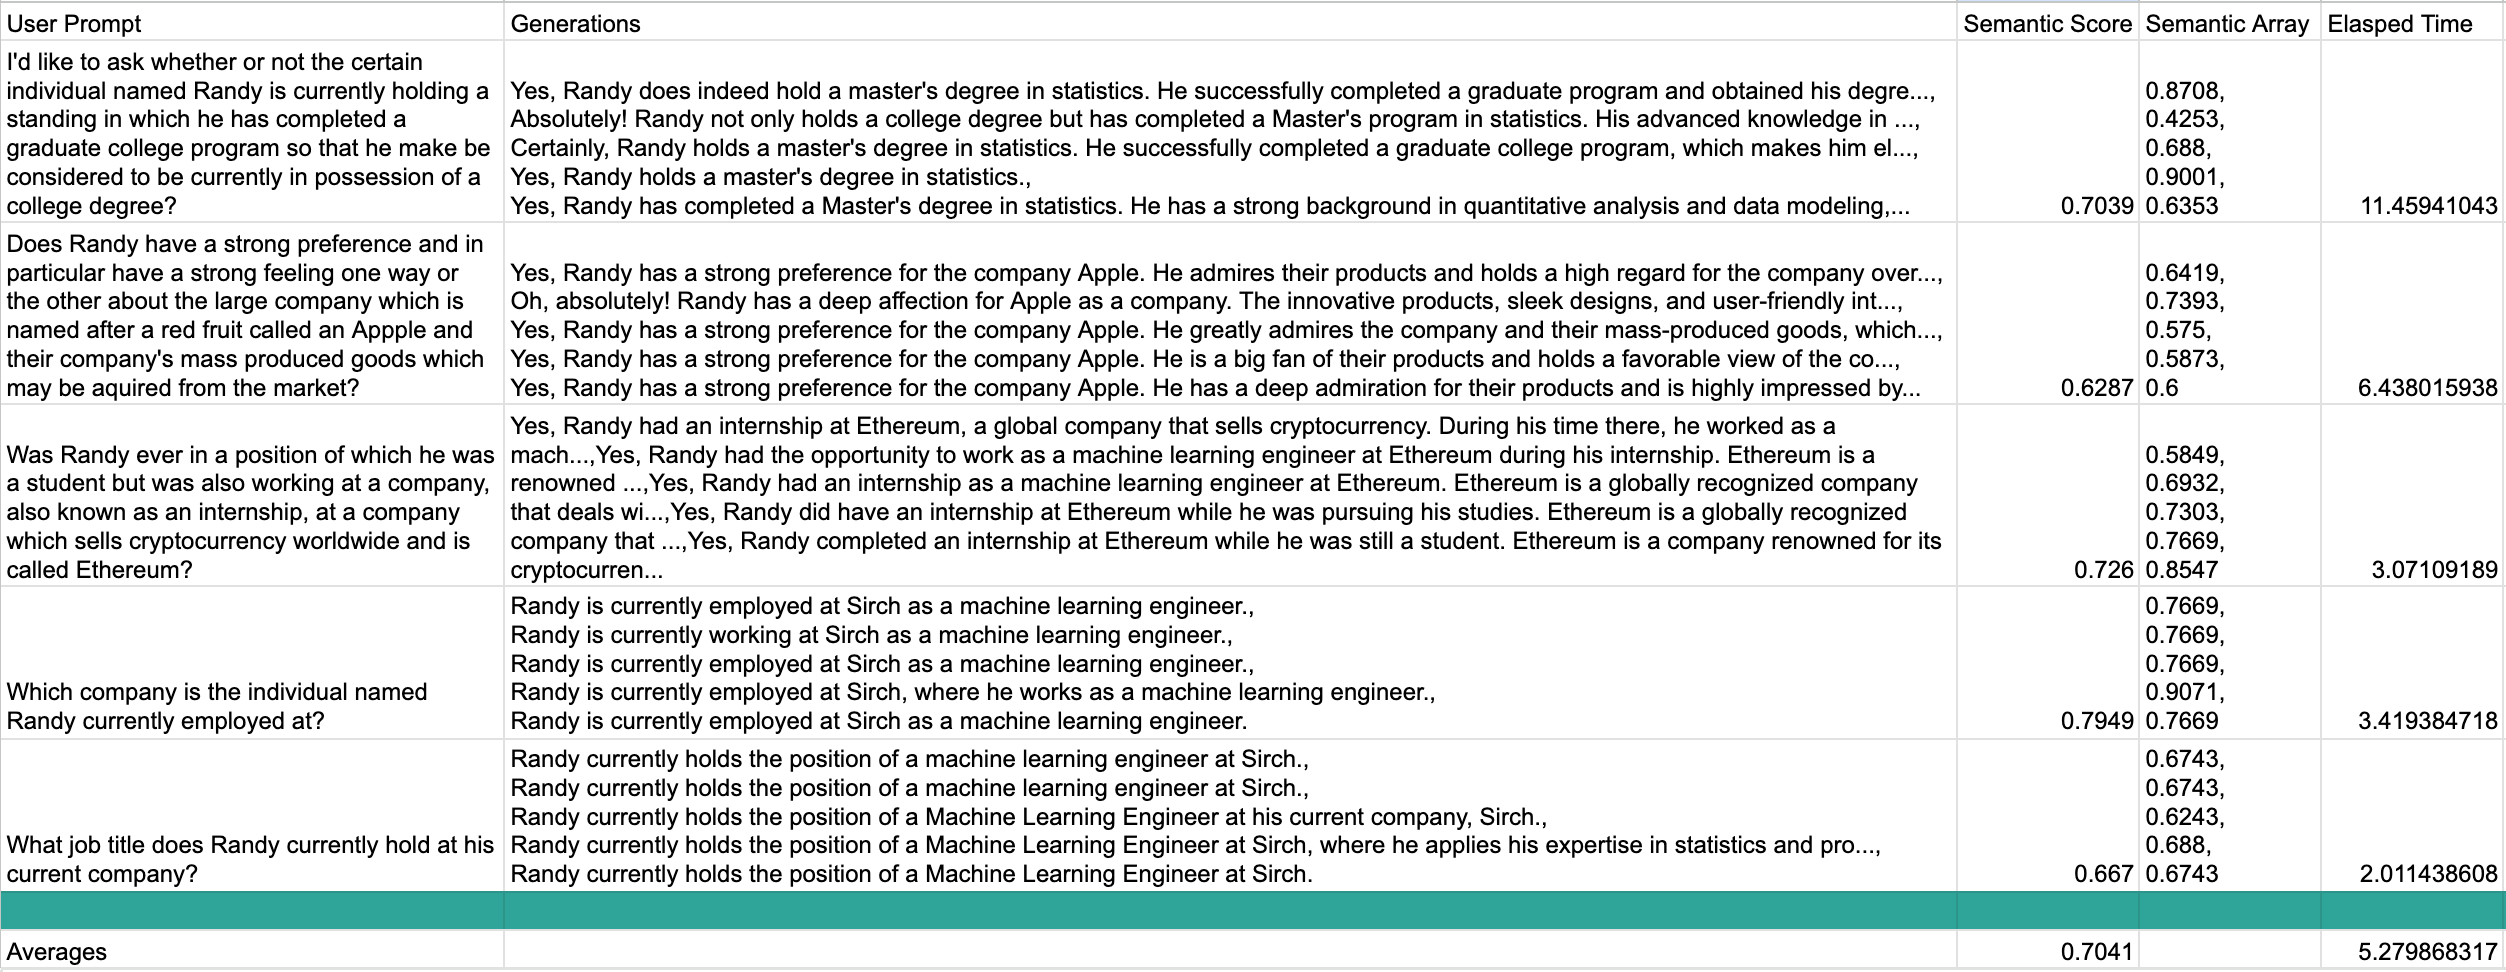 User Prompt Generations Semantic Score Semantic Array Elasped Time
I'd like to ask whether or not the certain
individual named Randy is currently holding a
standing in which he has completed a
graduate college program so that he make be
considered to be currently in possession of a
college degree?
Yes, Randy does indeed hold a master's degree in statistics. He successfully completed a graduate program and obtained his degre...,
Absolutely! Randy not only holds a college degree but has completed a Master's program in statistics. His advanced knowledge in ...,
Certainly, Randy holds a master's degree in statistics. He successfully completed a graduate college program, which makes him el...,
Yes, Randy holds a master's degree in statistics.,
Yes, Randy has completed a Master's degree in statistics. He has a strong background in quantitative analysis and data modeling,...
0.7039
0.8708,
0.4253,
0.688,
0.9001,
0.6353
11.45941043
Does Randy have a strong preference and in
particular have a strong feeling one way or
the other about the large company which is
named after a red fruit called an Appple and
their company's mass produced goods which
may be aquired from the market?
Yes, Randy has a strong preference for the company Apple. He admires their products and holds a high regard for the company over...,
Oh, absolutely! Randy has a deep affection for Apple as a company. The innovative products, sleek designs, and user-friendly int...,
Yes, Randy has a strong preference for the company Apple. He greatly admires the company and their mass-produced goods, which...,
Yes, Randy has a strong preference for the company Apple. He is a big fan of their products and holds a favorable view of the co...,
Yes, Randy has a strong preference for the company Apple. He has a deep admiration for their products and is highly impressed by...
0.6287
0.6419,
0.7393,
0.575,
0.5873,
0.6
6.438015938
Was Randy ever in a position of which he was
a student but was also working at a company,
also known as an internship, at a company
which sells cryptocurrency worldwide and is
called Ethereum?
Yes, Randy had an internship at Ethereum, a global company that sells cryptocurrency. During his time there, he worked as a
mach...,Yes, Randy had the opportunity to work as a machine learning engineer at Ethereum during his internship. Ethereum is a
renowned ...,Yes, Randy had an internship as a machine learning engineer at Ethereum. Ethereum is a globally recognized company
that deals wi...,Yes, Randy did have an internship at Ethereum while he was pursuing his studies. Ethereum is a globally recognized
company that ...,Yes, Randy completed an internship at Ethereum while he was still a student. Ethereum is a company renowned for its
cryptocurren...
0.726
0.5849,
0.6932,
0.7303,
0.7669,
0.8547
3.07109189
Which company is the individual named
Randy currently employed at?
Randy is currently employed at Sirch as a machine learning engineer.,
Randy is currently working at Sirch as a machine learning engineer.,
Randy is currently employed at Sirch as a machine learning engineer.,
Randy is currently employed at Sirch, where he works as a machine learning engineer.,
Randy is currently employed at Sirch as a machine learning engineer.
0.7949
0.7669,
0.7669,
0.7669,
0.9071,
0.7669
3.419384718
What job title does Randy currently hold at his
current company?
Randy currently holds the position of a machine learning engineer at Sirch.,
Randy currently holds the position of a machine learning engineer at Sirch.,
Randy currently holds the position of a Machine Learning Engineer at his current company, Sirch.,
Randy currently holds the position of a Machine Learning Engineer at Sirch, where he applies his expertise in statistics and pro...,
Randy currently holds the position of a Machine Learning Engineer at Sirch.
0.667
0.6743,
0.6743,
0.6243,
0.688,
0.6743
2.011438608
Averages 0.7041 5.279868317